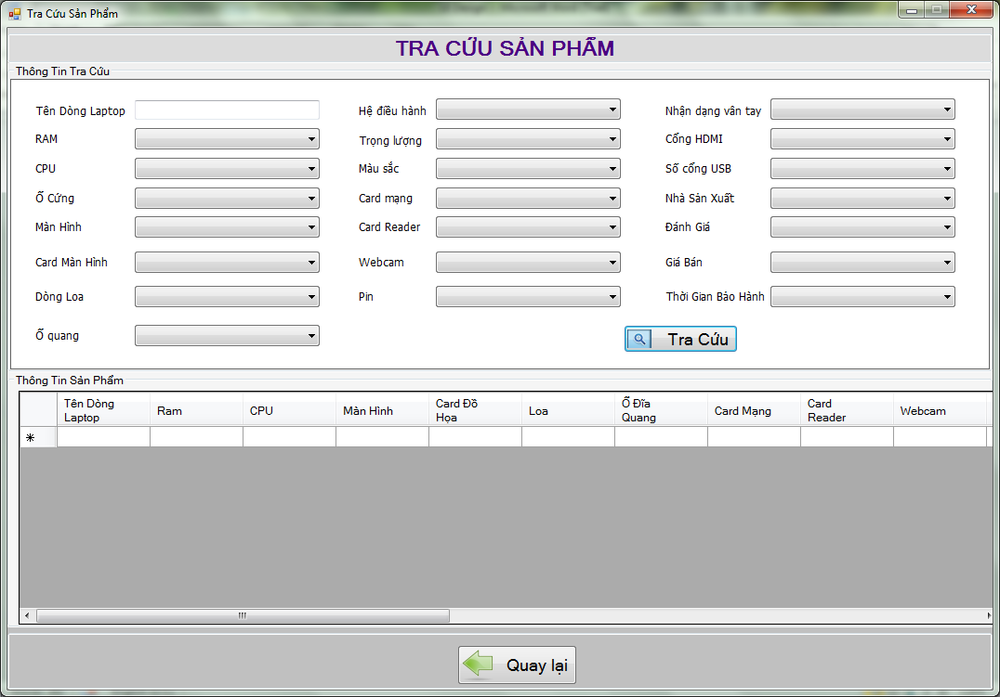 Tra Cứu Sản Phẩm
TRA CỨU SẢN PHẨM
Thông Tin Tra Cứu
Tên Dòng Laptop
Hệ điều hành
Nhận dạng vân tay
RAM
Trọng lượng
Cổng HDMI
CPU
Màu sắc
Số cổng USB
Ổ Cứng
Card mạng
Nhà Sản Xuất
Màn Hình
Card Reader
Đánh Giá
Card Màn Hình
Webcam
Giá Bán
Dòng Loa
Pin
Thời Gian Bảo Hành
Ổ quang
Tra Cứu
Thông Tin Sản Phẩm
Tên Dòng
Laptop
Ram
CPU
Màn Hình
Card Đồ
Họa
Loa
Ổ Đĩa
Quang
Card Mạng
Card
Reader
Webcam
Quay lại